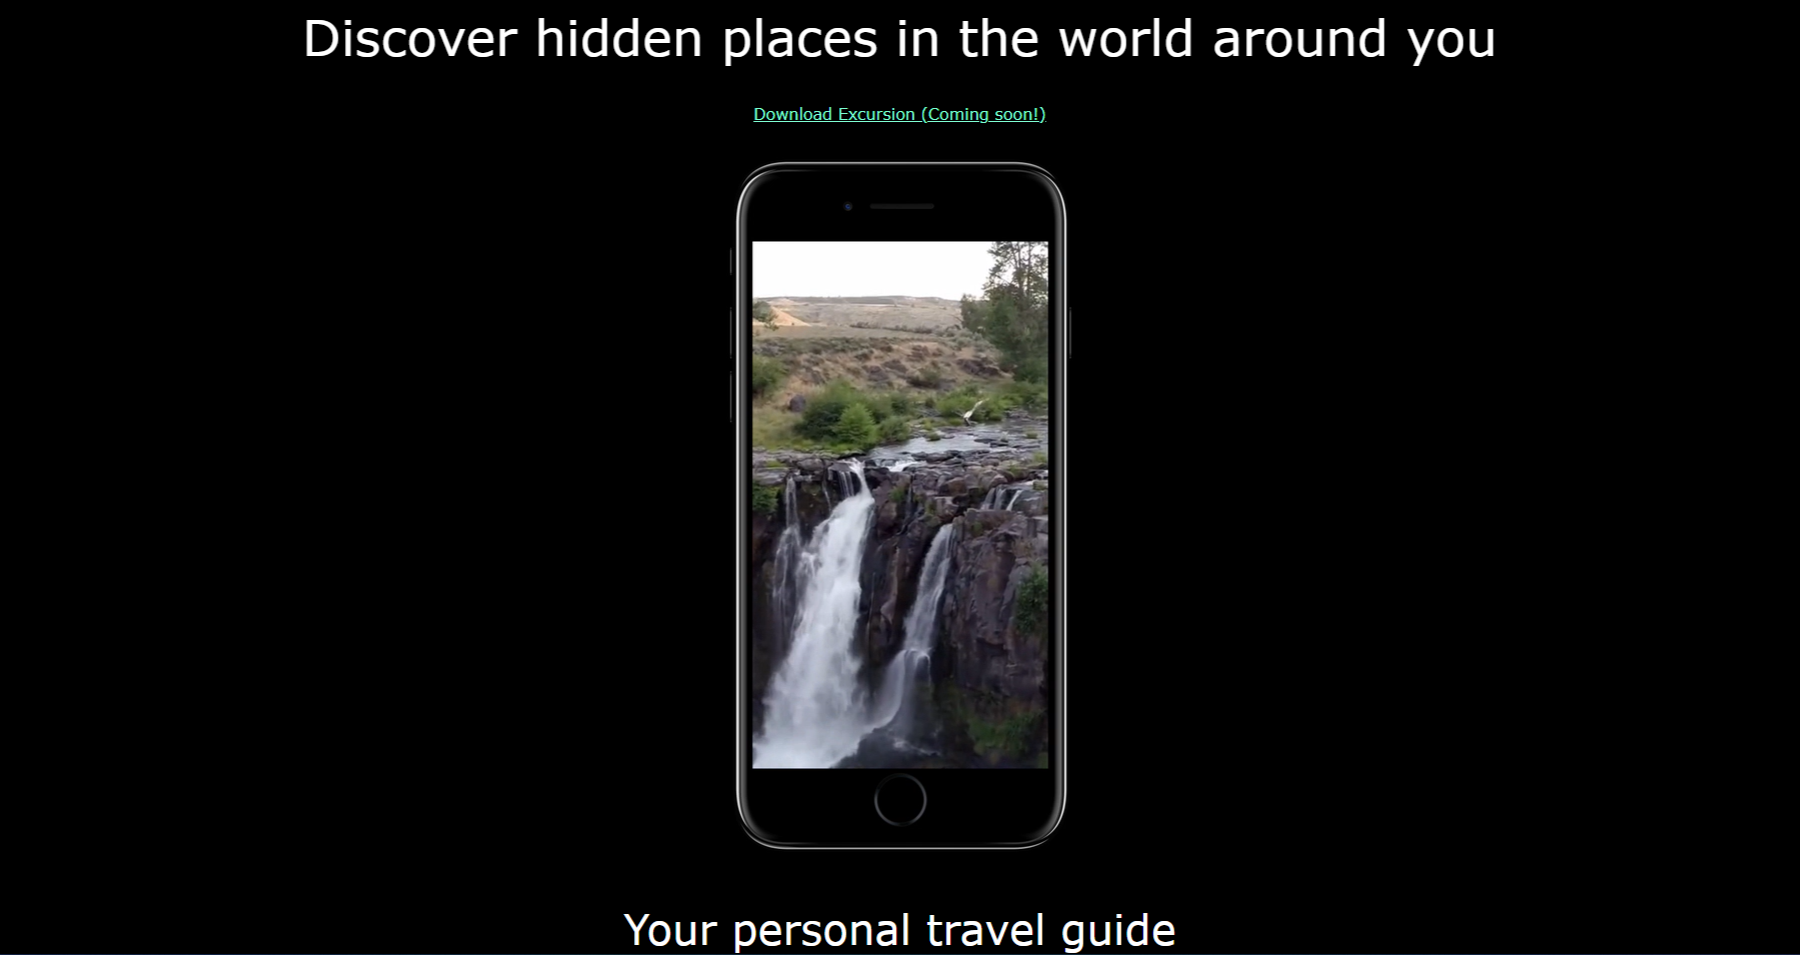 Discover hidden places in the world around you
Download Excursion (Coming soon!)
Your personal travel guide